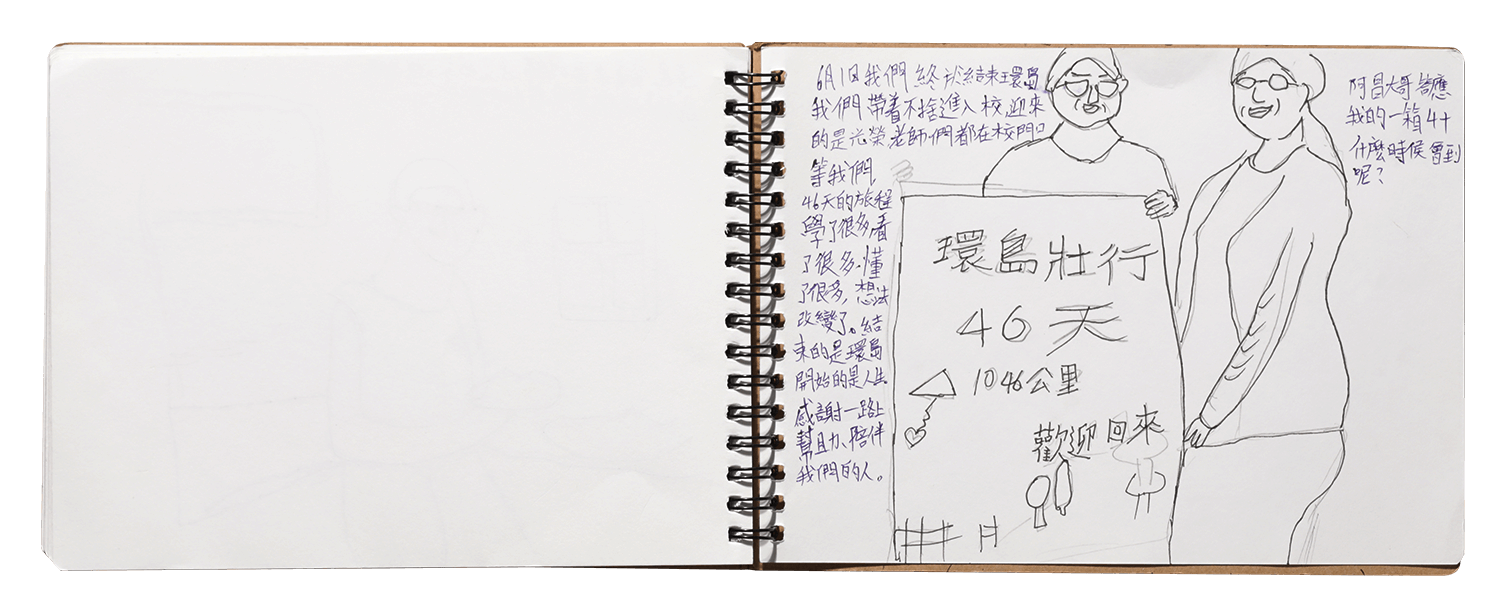 6月1日我們終於結束環島
我們帶着不捨進入校,迎來
的是光榮,老師們都在校門口
等我們,
46天的旅程
學了很多,看
了很多,懂
了很多,想法
改變了。結
束的是環島
開始的是人生
感謝一路上
幫助、陪伴
我們的人。
環島壯行
46天
1046公里
歡迎回來
阿昌大哥答應
我的一箱4十
什麼時候會到
呢?